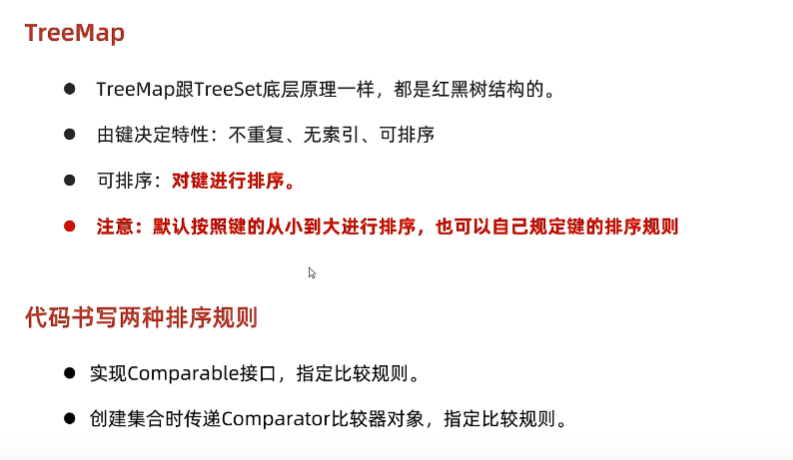 TreeMap
TreeMap跟TreeSet底层原理一样，都是红黑树结构的。
由键决定特性：不重复、无索引、可排序
可排序：对键进行排序。
注意：默认按照键的从小到大进行排序，也可以自己规定键的排序规则
代码书写两种排序规则
实现Comparable接口，指定比较规则。
创建集合时传递Comparator比较器对象，指定比较规则。